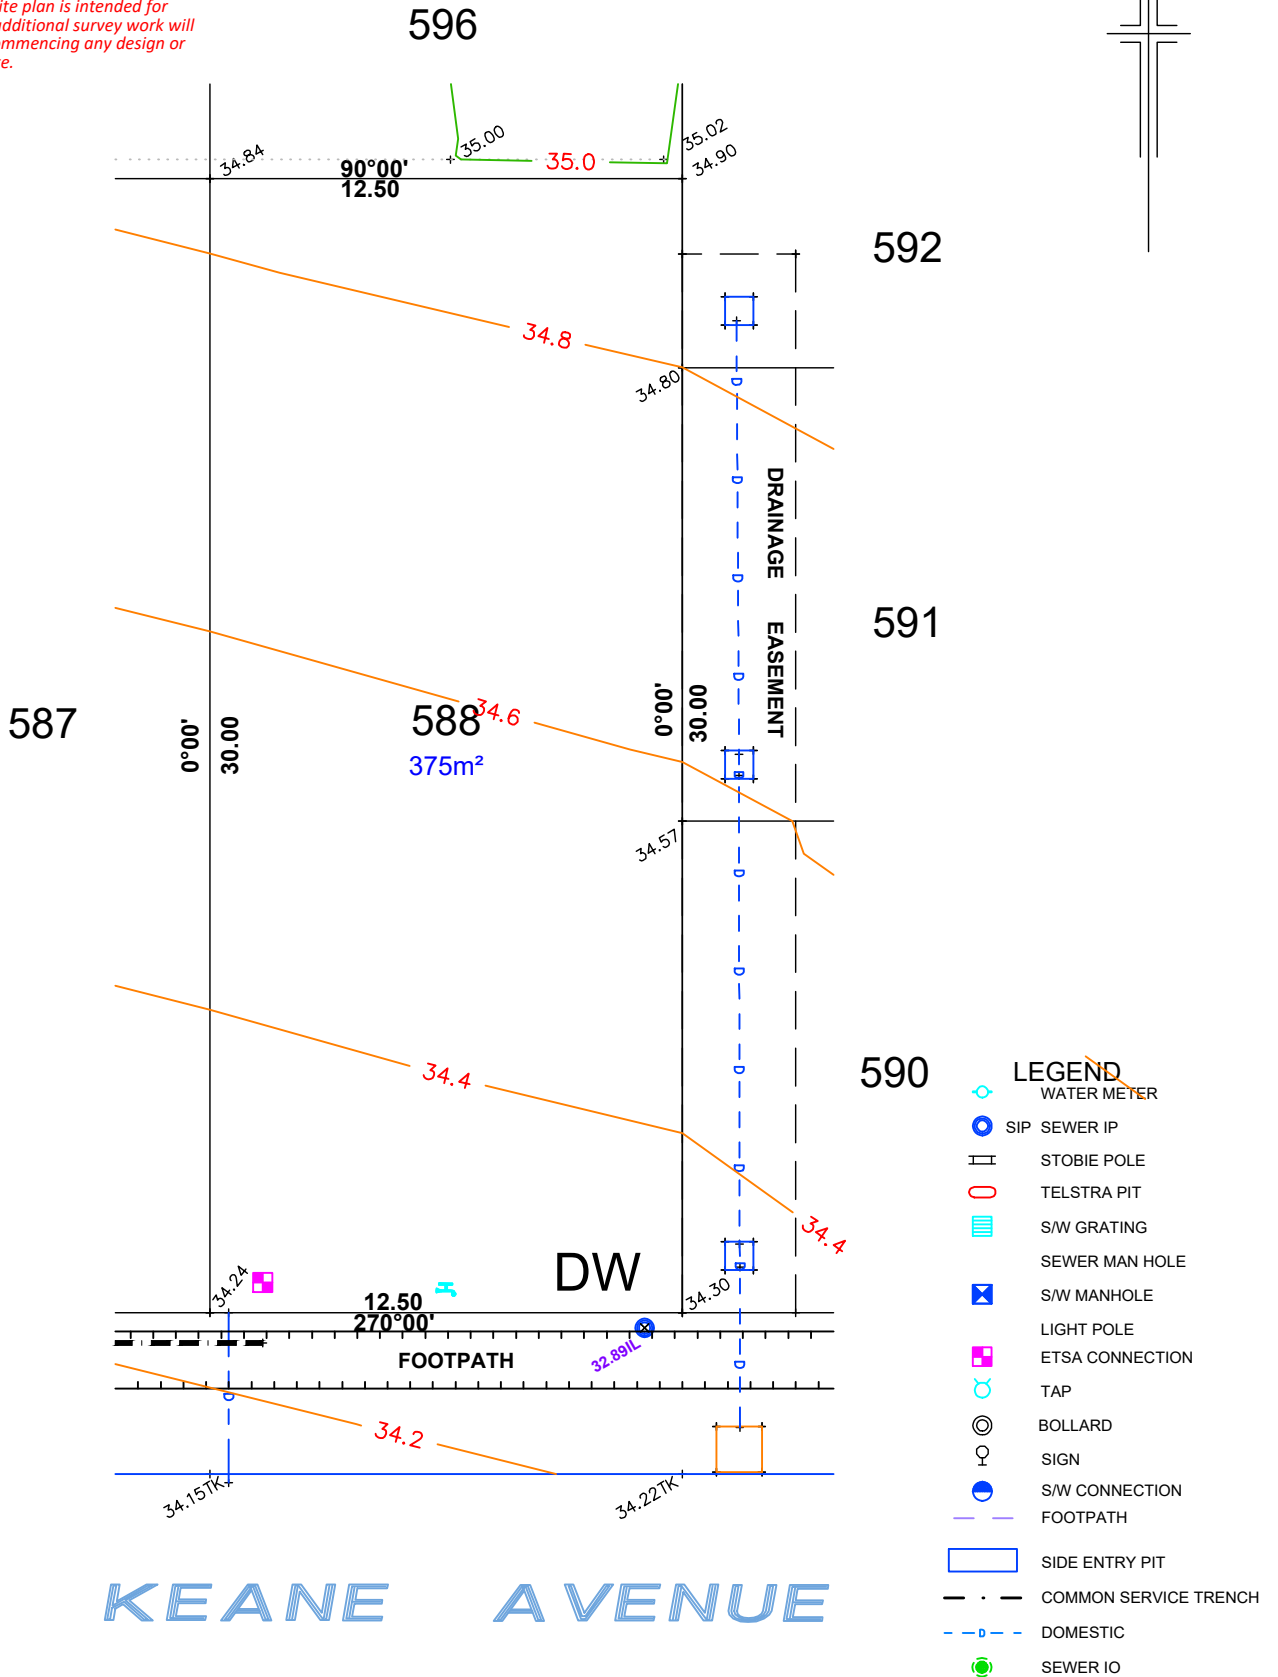 ite plan is intended for
additional survey work will
ommencing any design or
ce.
596
35.00
35.02
34.84
35.0
34.90
90°00'
12.50
592
34.8
34.80
DRAINAGE EASEMENT
591
34.6
587
0°00'
30.00
588
375m²
0°00'
30.00
34.57
34.4
590
34.4
34.24
DW
34.30
12.50
270°00'
32.89IL
FOOTPATH
34.2
34.15TK
34.22TK
KEANE AVENUE
LEGEND
WATER METER
SIP SEWER IP
STOBIE POLE
TELSTRA PIT
S/W GRATING
SEWER MAN HOLE
S/W MANHOLE
LIGHT POLE
ETSA CONNECTION
TAP
BOLLARD
SIGN
S/W CONNECTION
FOOTPATH
SIDE ENTRY PIT
COMMON SERVICE TRENCH
D DOMESTIC
SEWER IO